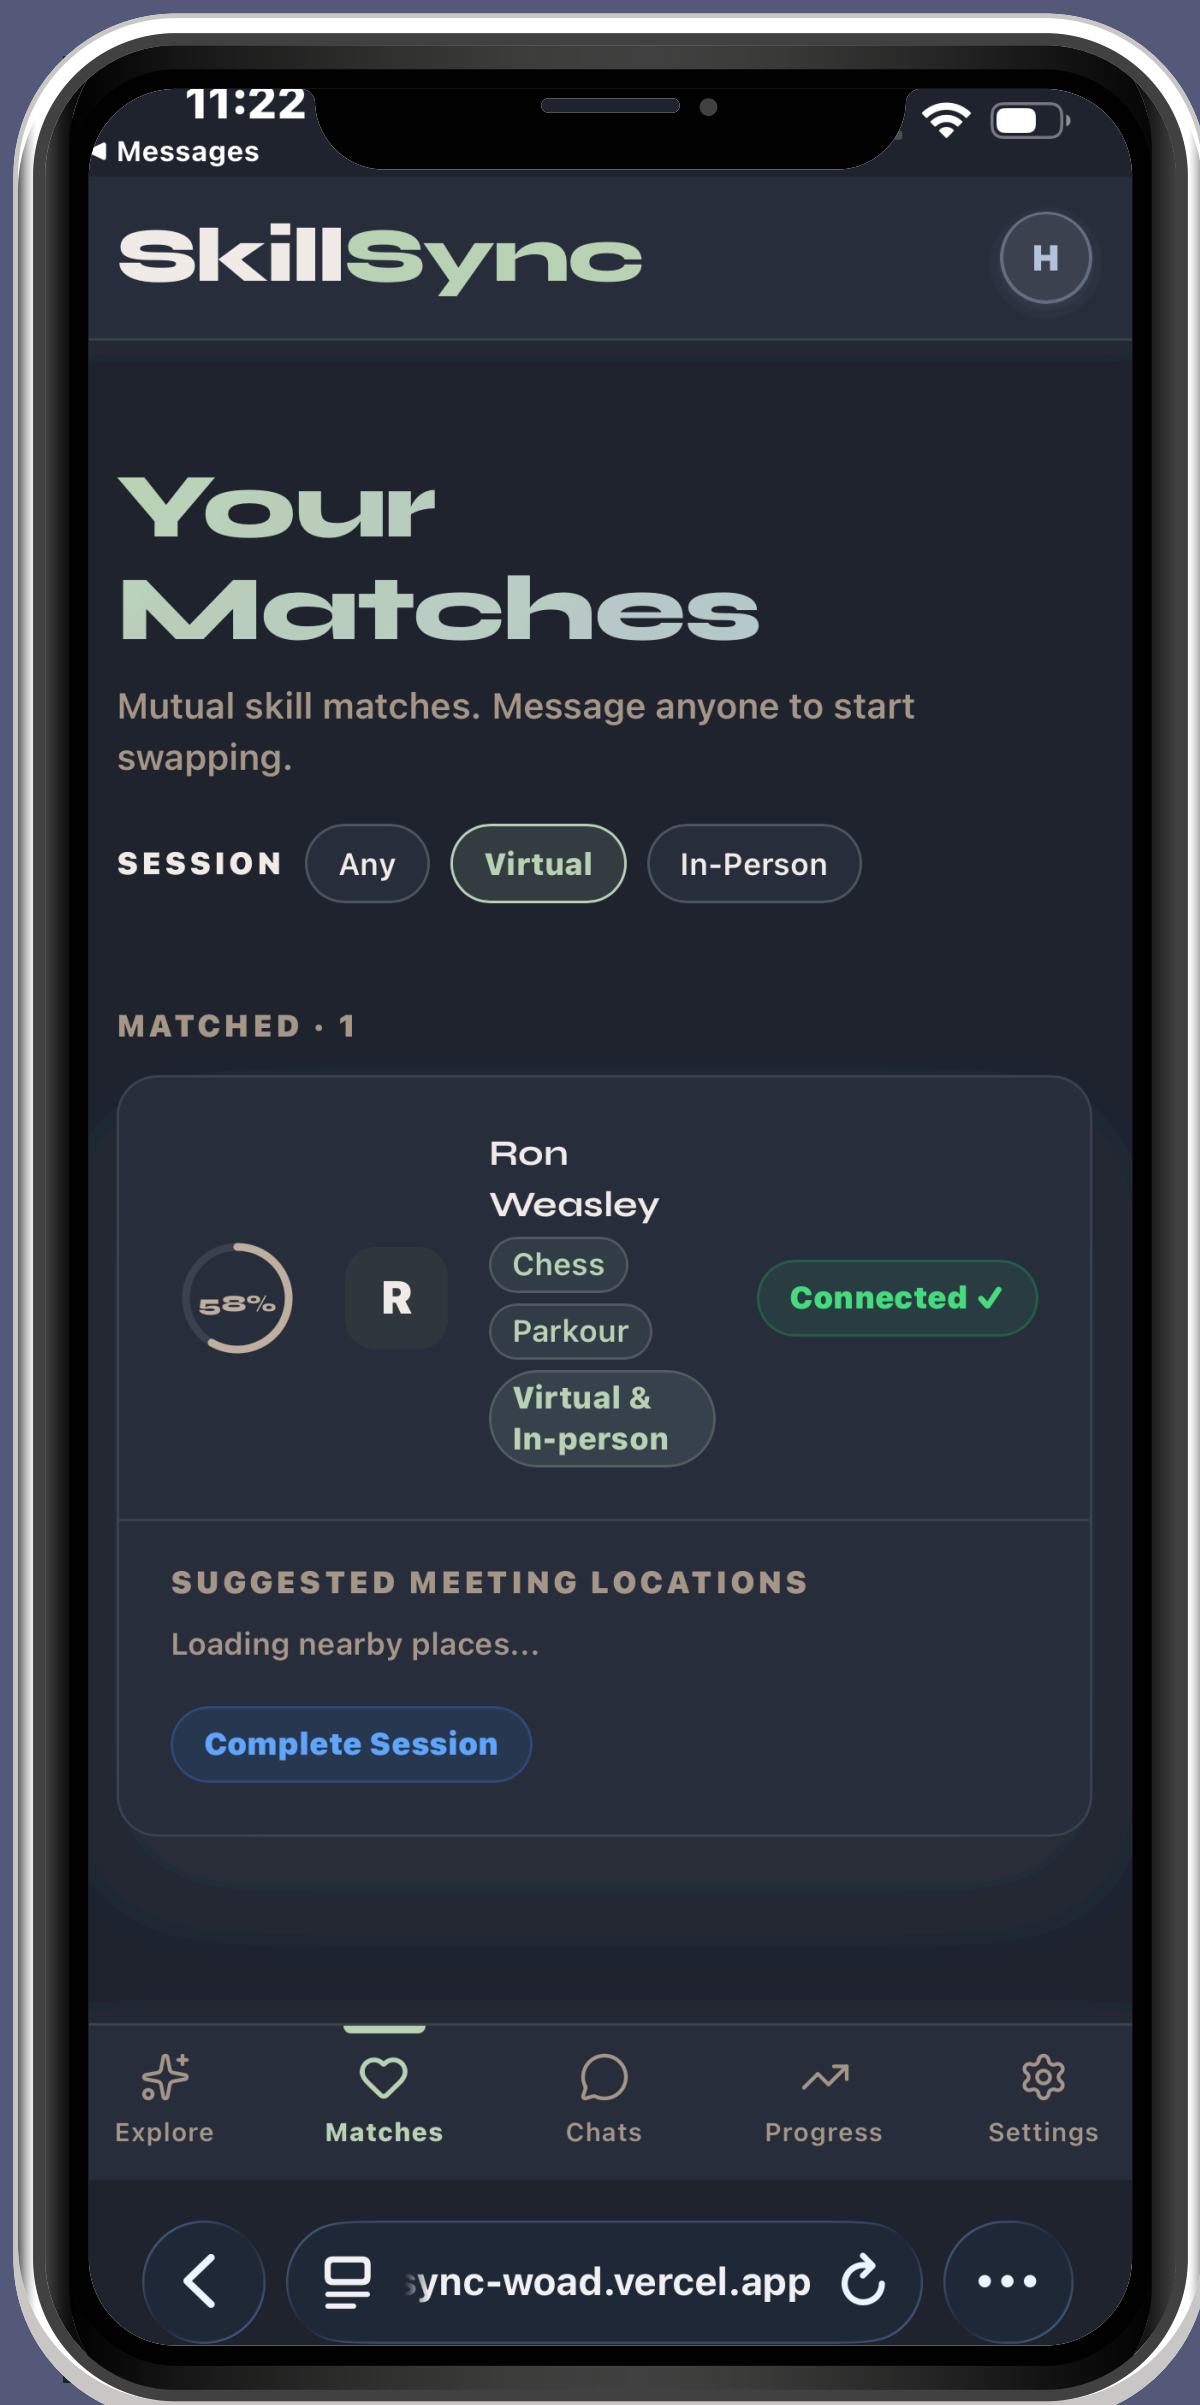 11:22
Messages
SkillSync
H
Your
Matches
Mutual skill matches. Message anyone to start
swapping.
SESSION Any Virtual In-Person
MATCHED · 1
Ron
Weasley
Chess
58% R Connected ✓
Parkour
Virtual &
In-person
SUGGESTED MEETING LOCATIONS
Loading nearby places...
Complete Session
Explore Matches Chats Progress Settings
sync-woad.vercel.app